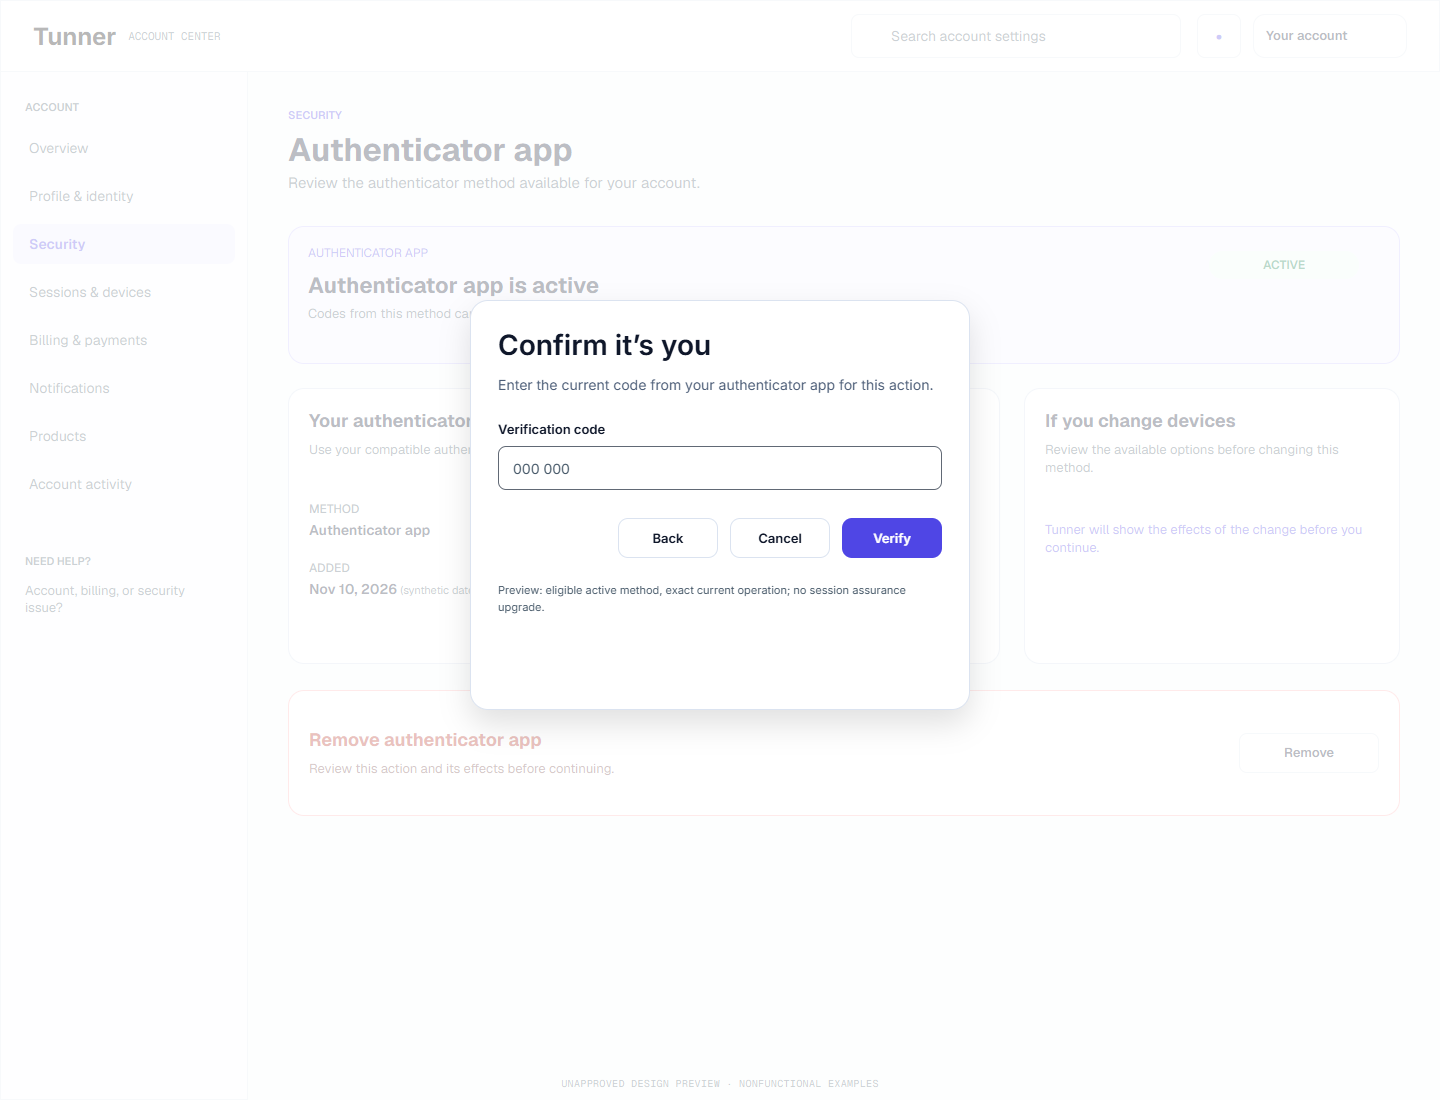 Tunner ACCOUNT CENTER
Search account settings
Your account
ACCOUNT
Overview
Profile & identity
Security
Sessions & devices
Billing & payments
Notifications
Products
Account activity
NEED HELP?
Account, billing, or security
issue?
SECURITY
Authenticator app
Review the authenticator method available for your account.
AUTHENTICATOR APP
Authenticator app is active
Codes from this method
ACTIVE
Your authenticator
Use your compatible
METHOD
Authenticator app
ADDED
Nov 10, 2026 (synthetic
If you change devices
Review the available options before changing this
method.
Tunner will show the effects of the change before you
continue.
Confirm it’s you
Enter the current code from your authenticator app for this action.
Verification code
000 000
Back
Cancel
Verify
Preview: eligible active method, exact current operation; no session assurance
upgrade.
Remove authenticator app
Review this action and its effects before continuing.
Remove
UNAPPROVED DESIGN PREVIEW - NONFUNCTIONAL EXAMPLES